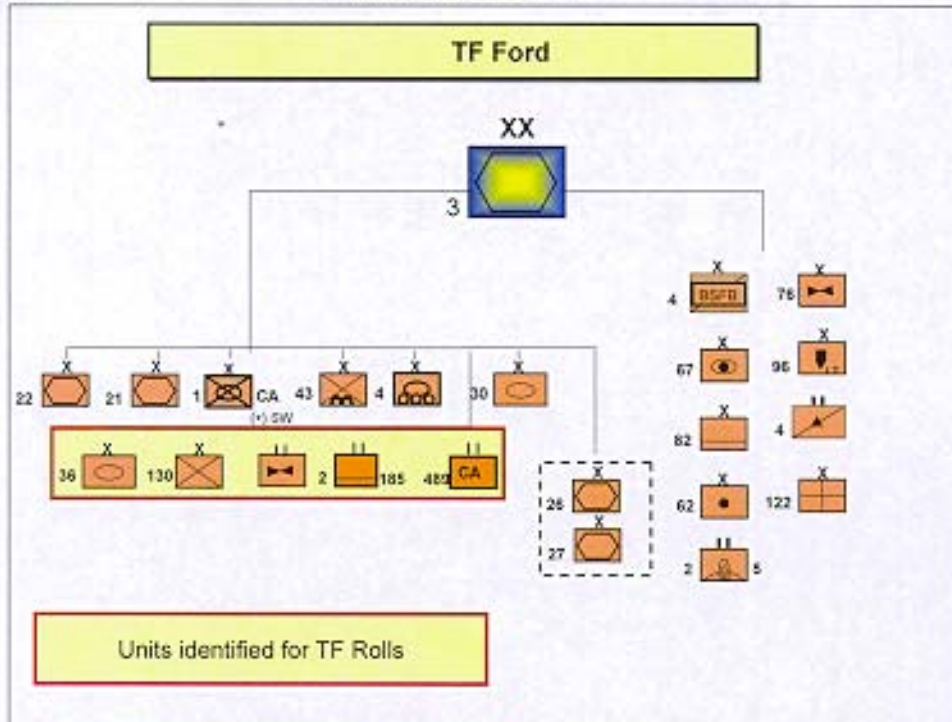 TF Ford
XX
3
X X
4 BSFB 76
X X
67 96
X X X X X X
22 21 1 CA 43 4 30
(+) SW
X II
82 4
X X II II
36 130 2 185 489 CA
X X
26 62 122
X
27
II
2 5
Units identified for TF Rolls